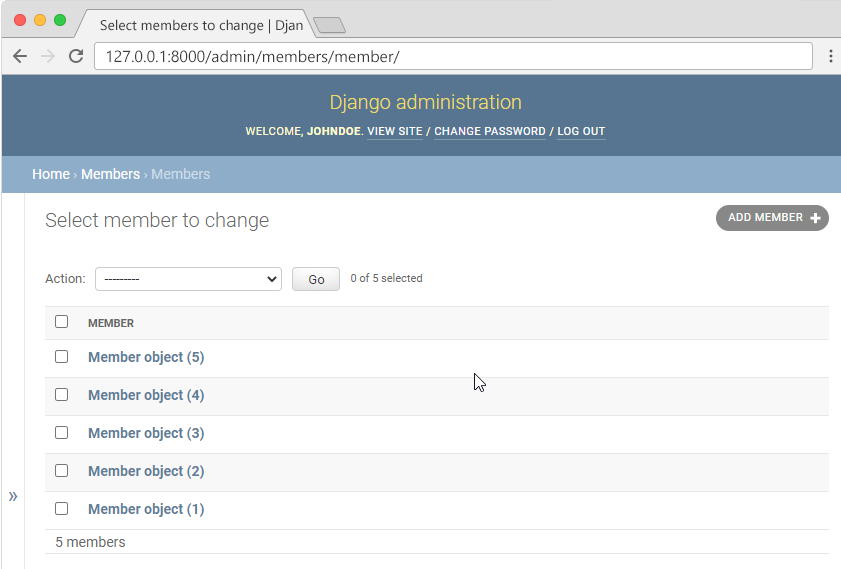 Select members to change | Djan
127.0.0.1:8000/admin/members/member/
Django administration
WELCOME, JOHNDOE. VIEW SITE / CHANGE PASSWORD / LOG OUT
Home › Members › Members
Select member to change
ADD MEMBER +
Action: --------- Go 0 of 5 selected
MEMBER
Member object (5)
Member object (4)
Member object (3)
Member object (2)
»
Member object (1)
5 members